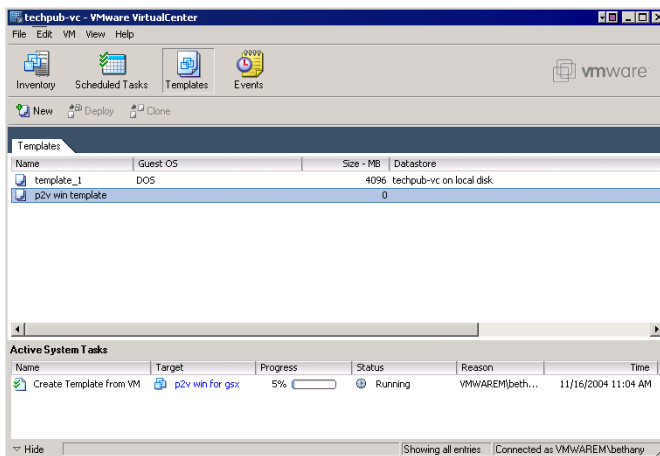 techpub-vc - VMware VirtualCenter
File Edit VM View Help
Inventory Scheduled Tasks Templates Events
vmware
New Deploy Clone
Templates
Name Guest OS Size - MB Datastore
template_1 DOS 4096 techpub-vc on local disk
p2v win template 0
Active System Tasks
Name Target Progress Status Reason Time
Create Template from VM p2v win for gsx 5% Running VMWAREM\beth... 11/16/2004 11:04 AM
Hide Showing all entries Connected as VMWAREM\bethany